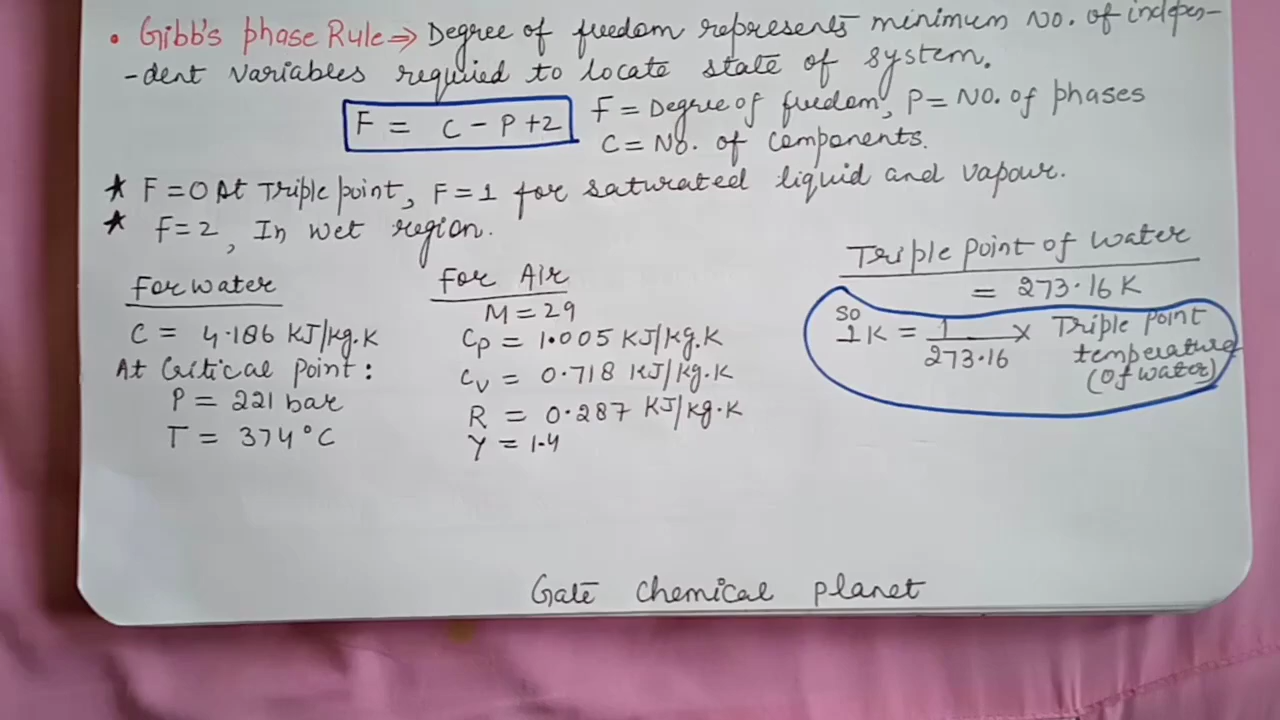 • Gibb's phase Rule ⇒ Degree of freedom represents minimum No. of indepen-
-dent variables required to locate state of system.
F = C - P + 2
F = Degree of freedom, P = NO. of phases
C = No. of components.
★ F = 0 At Triple point, F = 1 for saturated liquid and vapour.
★ F = 2, In wet region.
For water
C = 4.186 KJ/kg.K
At Critical point :
P = 221 bar
T = 374°C
For Air
M = 29
Cp = 1.005 KJ/kg.K
Cv = 0.718 KJ/kg.K
R = 0.287 KJ/kg.K
γ = 1.4
Triple point of water
= 273.16 K
So
1K = 1/273.16 × Triple point
temperature
(of water)
Gate chemical planet